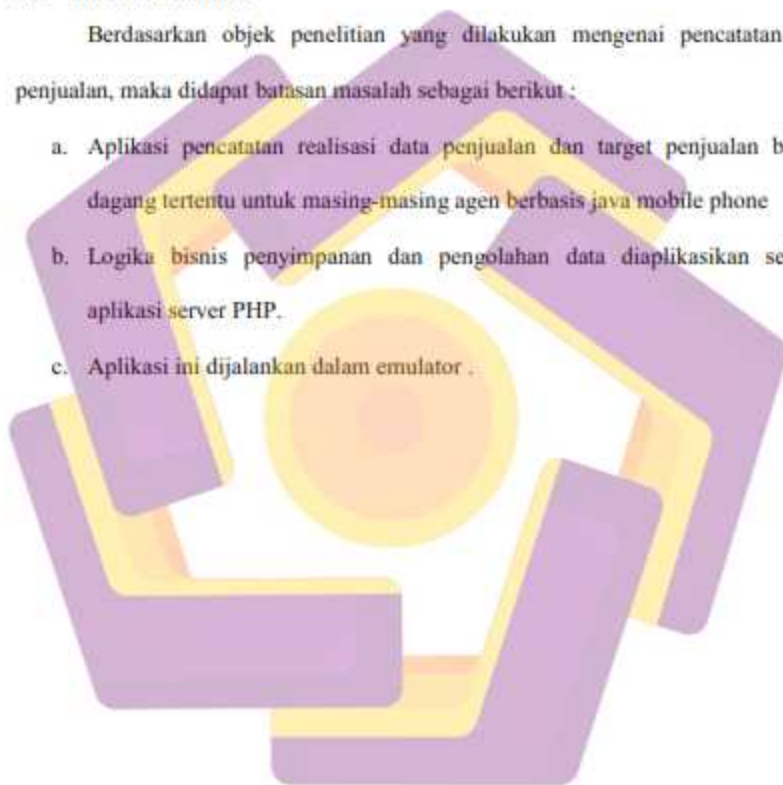 Berdasarkan objek penelitian yang dilakukan mengenai pencatatan
penjualan, maka didapat batasan masalah sebagai berikut :
a. Aplikasi pencatatan realisasi data penjualan dan target penjualan b
dagang tertentu untuk masing-masing agen berbasis java mobile phone
b. Logika bisnis penyimpanan dan pengolahan data diaplikasikan se
aplikasi server PHP.
c. Aplikasi ini dijalankan dalam emulator .